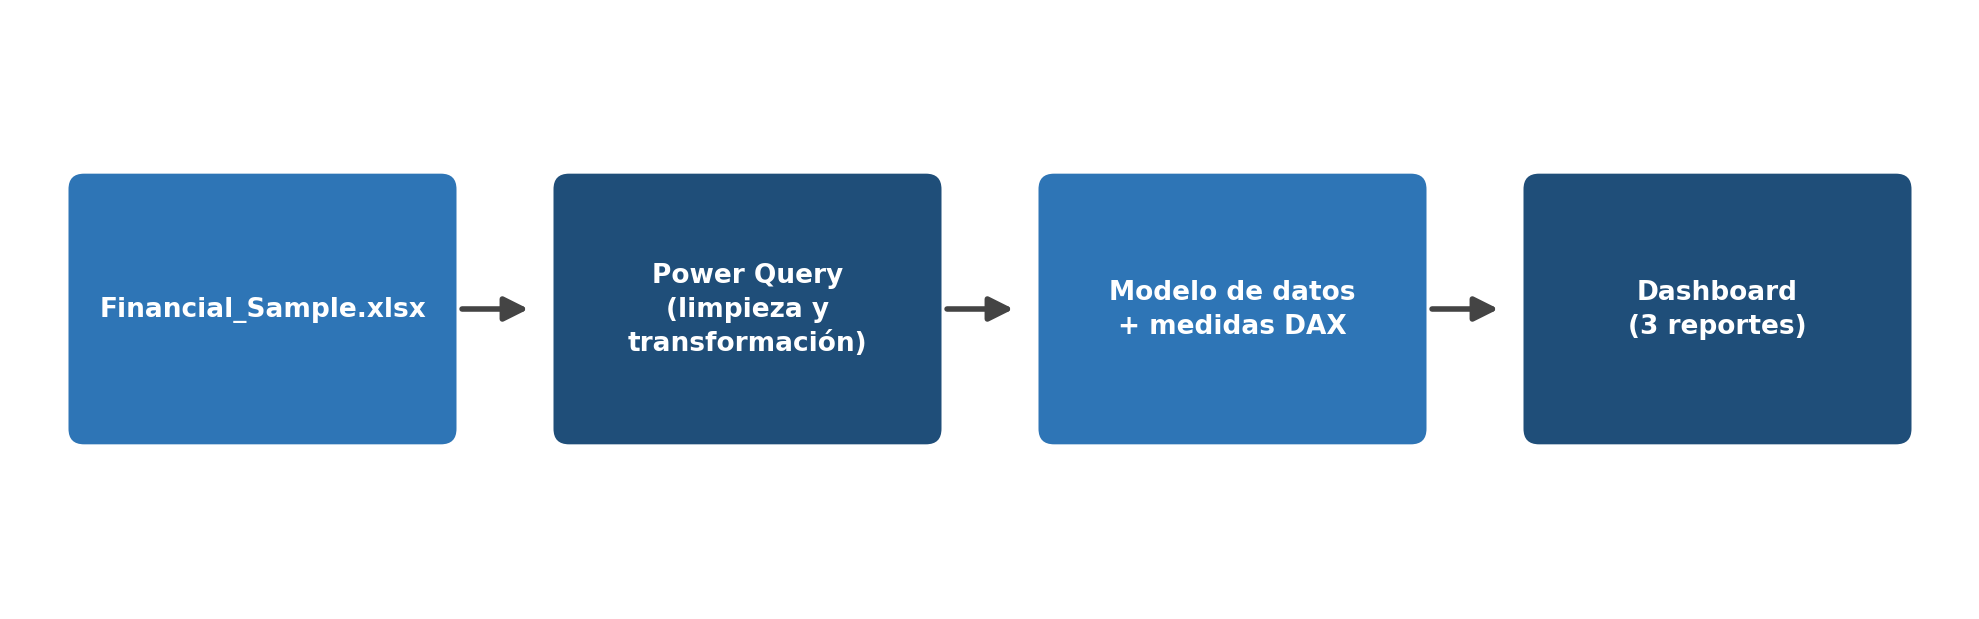 Financial_Sample.xlsx
Power Query
(limpieza y
transformación)
Modelo de datos
+ medidas DAX
Dashboard
(3 reportes)